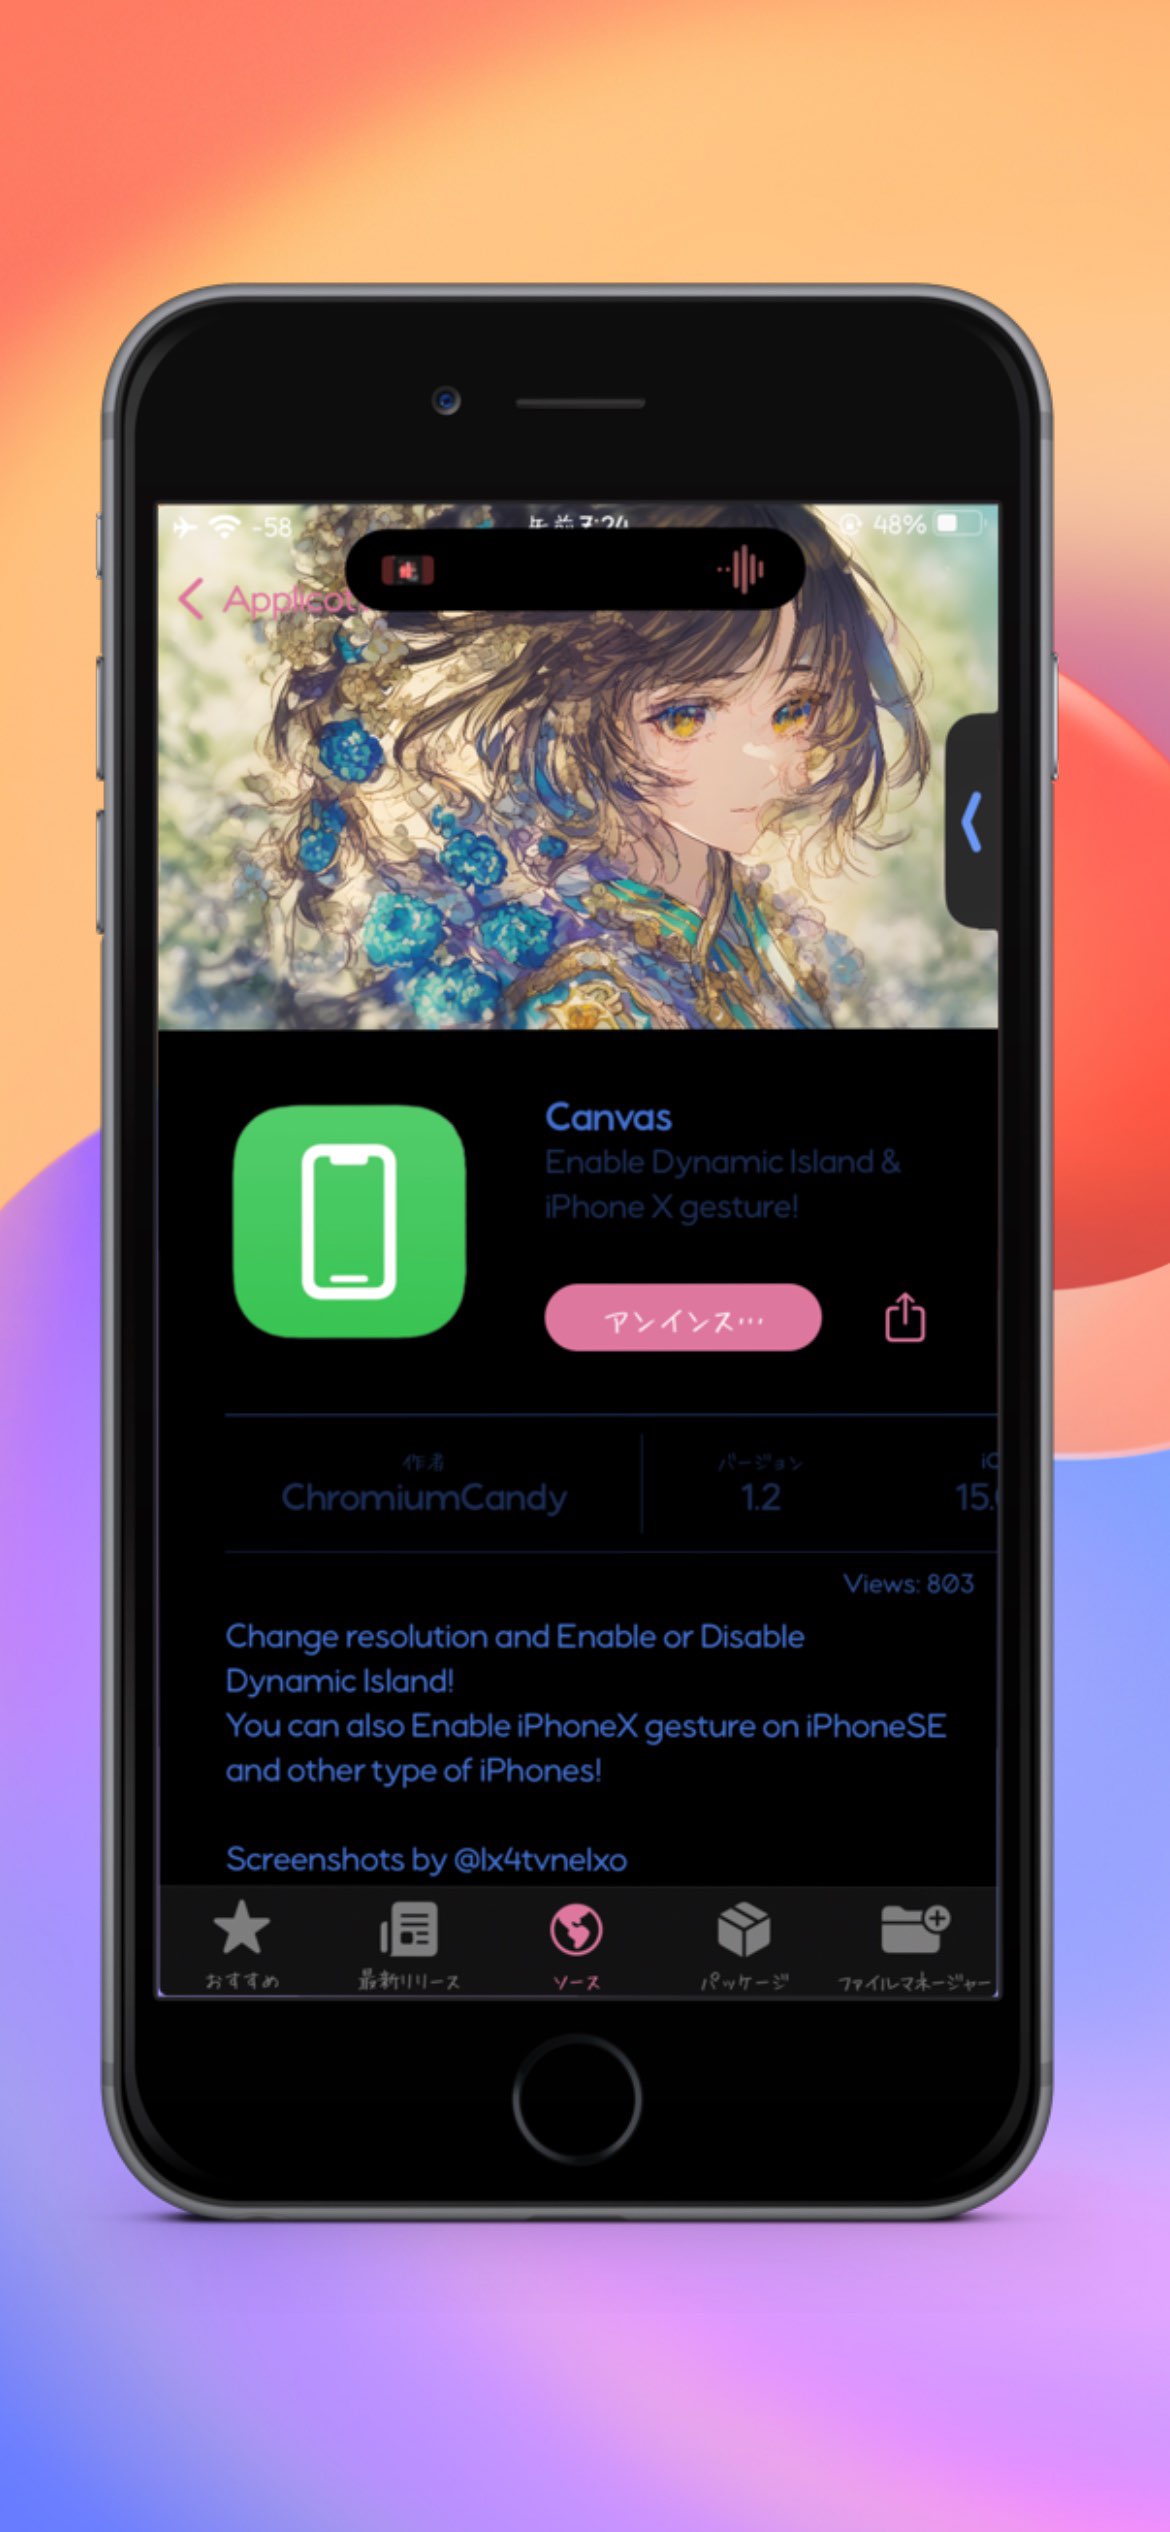 -58
午前7:24
48%
Applicat
Canvas
Enable Dynamic Island &
iPhone X gesture!
アンインス…
作者
ChromiumCandy
バージョン
1.2
15.
Views: 803
Change resolution and Enable or Disable
Dynamic Island!
You can also Enable iPhoneX gesture on iPhoneSE
and other type of iPhones!
Screenshots by @lx4tvnelxo
おすすめ
最新リリース
ソース
パッケージ
ファイルマネージャー